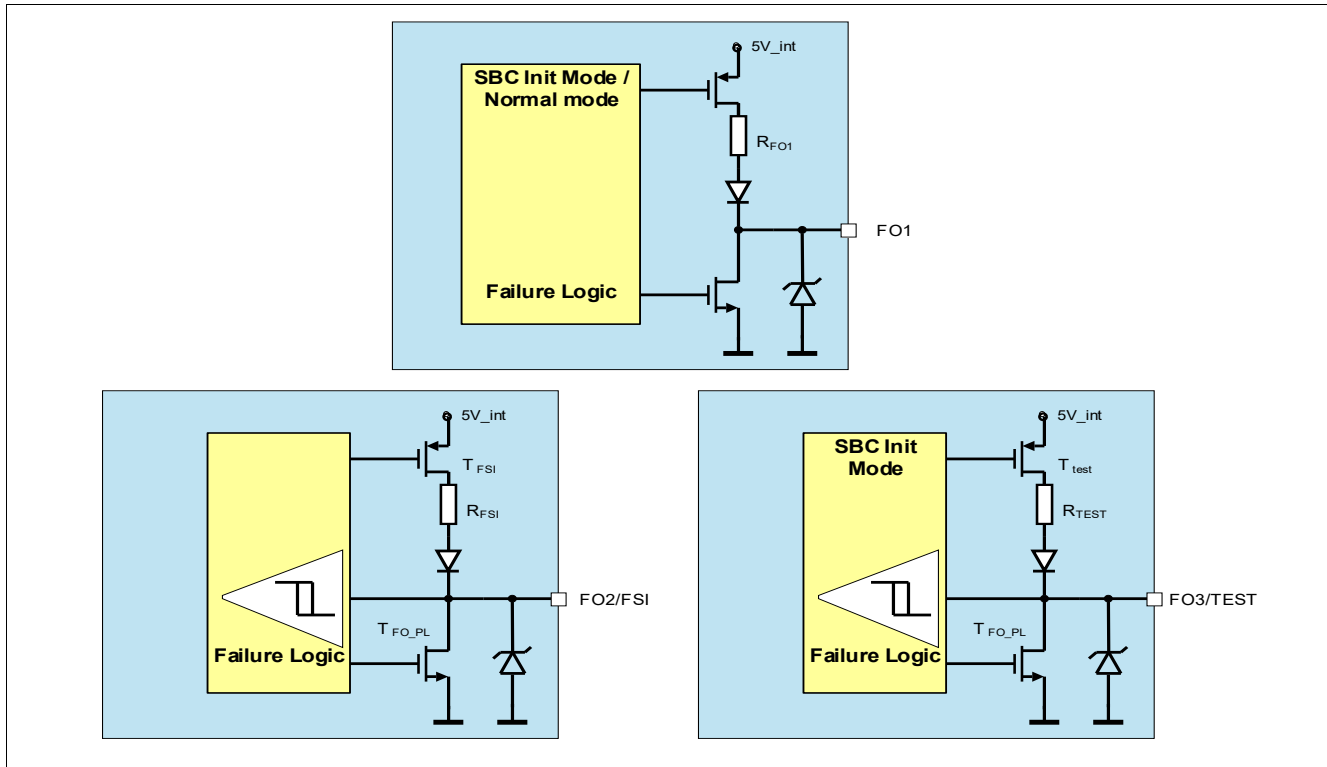 5V_int
SBC Init Mode /
Normal mode
RFO1
FO1
Failure Logic
5V_int
TFSI
RFSI
FO2/FSI
TFO_PL
Failure Logic
5V_int
SBC Init
Mode
Ttest
RTEST
FO3/TEST
TFO_PL
Failure Logic